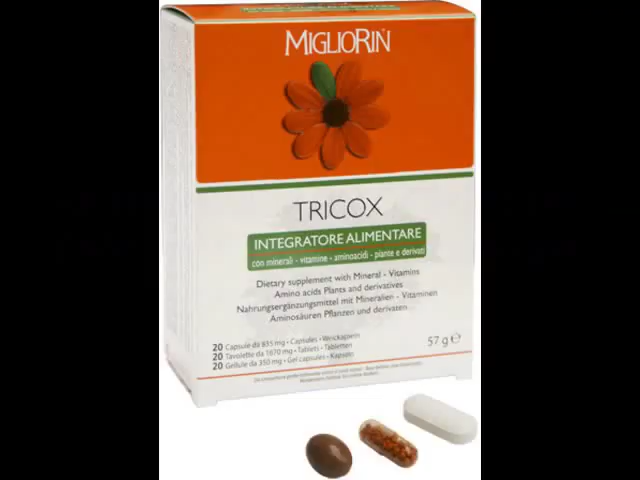 MIGLIORIN
TRICOX
INTEGRATORE ALIMENTARE
con minerali - vitamine - aminoacidi - piante e derivati
Dietary supplement with Mineral - Vitamins
Amino acids Plants and derivatives
Nahrungsergänzungsmittel mit Mineralien - Vitaminen
Aminosäuren Pflanzen und derivaten
20 Capsule da 835 mg • Capsules • Weickapseln
20 Tavolette da 1670 mg • Tablets • Tabletten
20 Gellule da 350 mg • Gel capsules • Kapseln
57 g e